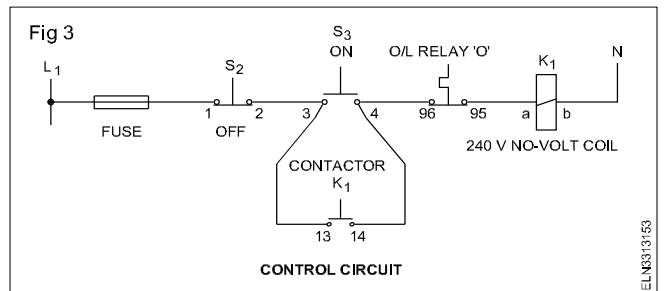 Fig 3
S3
ON
O/L RELAY 'O'
K1
N
L1
S2
1 2 3 4 96 95 a b
FUSE
OFF
240 V NO-VOLT COIL
CONTACTOR
K1
13 14
CONTROL CIRCUIT
ELN3313153